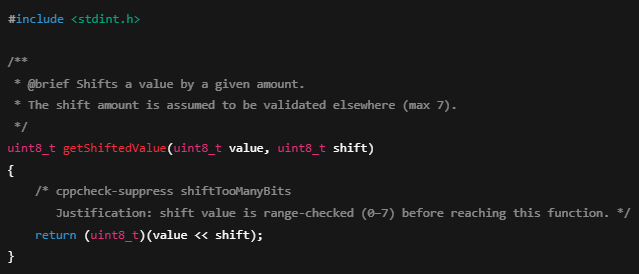 #include <stdint.h>

/**
 * @brief Shifts a value by a given amount.
 * The shift amount is assumed to be validated elsewhere (max 7).
 */
uint8_t getShiftedValue(uint8_t value, uint8_t shift)
{
    /* cppcheck-suppress shiftTooManyBits
       Justification: shift value is range-checked (0–7) before reaching this function. */
    return (uint8_t)(value << shift);
}